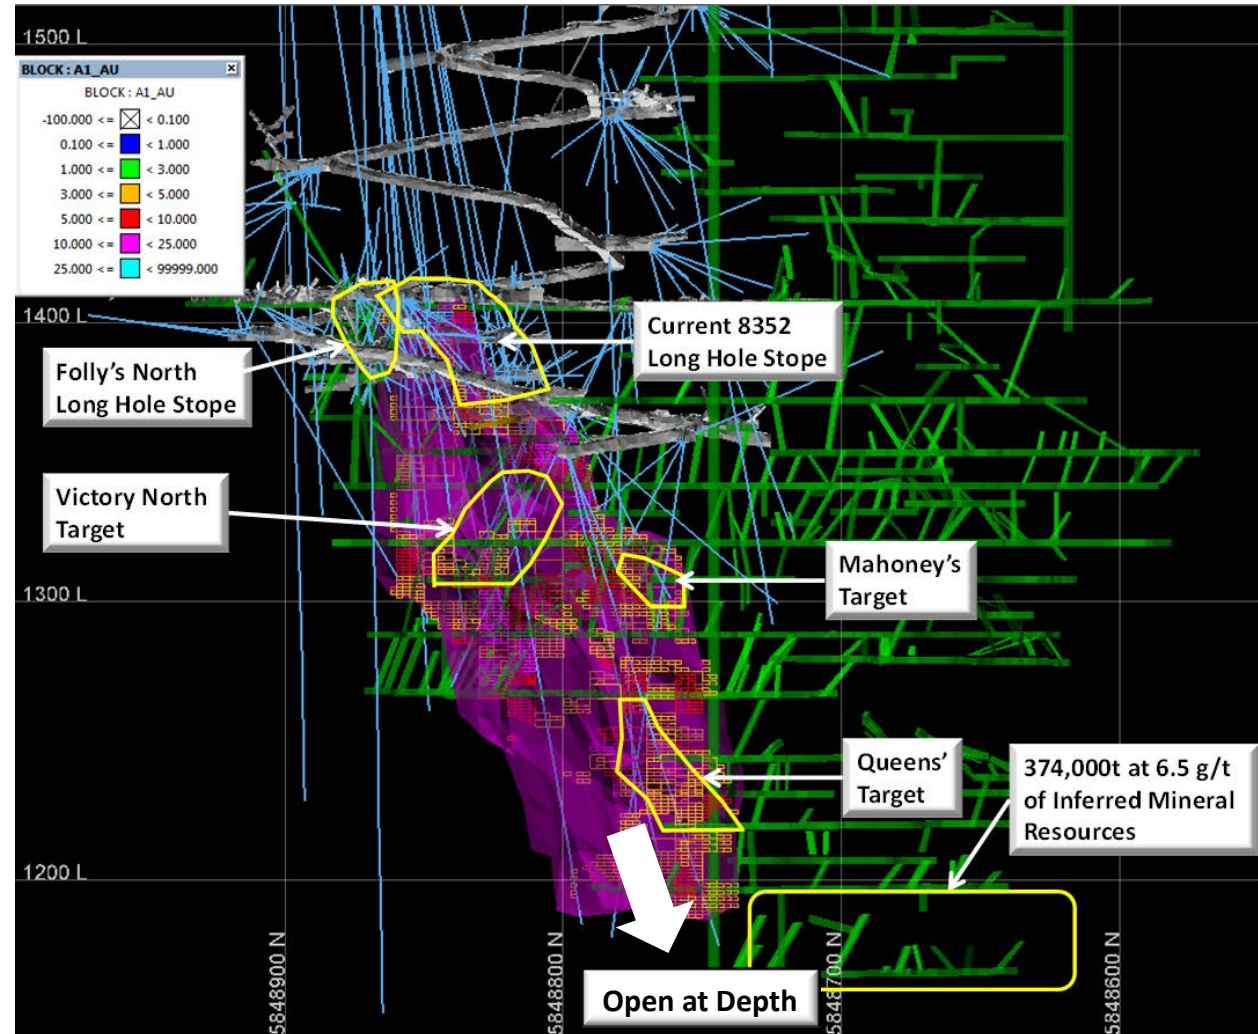 1500 L
BLOCK : A1_AU
BLOCK : A1_AU
-100.000 <= < 0.100
0.100 <= < 1.000
1.000 <= < 3.000
3.000 <= < 5.000
5.000 <= < 10.000
10.000 <= < 25.000
25.000 <= < 99999.000
1400 L
Current 8352
Long Hole Stope
Folly's North
Long Hole Stope
Victory North
Target
Mahoney's
Target
1300 L
Queens'
Target
374,000t at 6.5 g/t
of Inferred Mineral
Resources
1200 L
Open at Depth
5848900 N
5848800 N
5848700 N
5848600 N